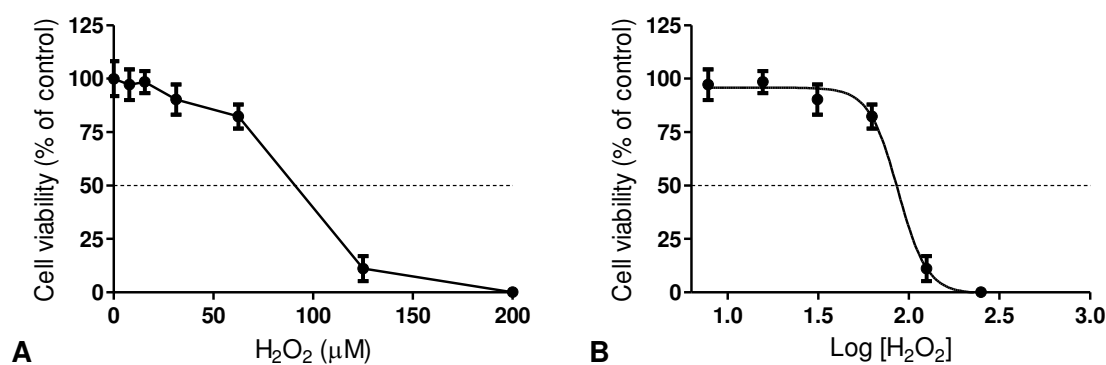 Cell viability (% of control)
125
100
75
50
25
0
0 50 100 150 200
H₂O₂ (μM)
A
Cell viability (% of control)
125
100
75
50
25
0
1.0 1.5 2.0 2.5 3.0
Log [H₂O₂]
B